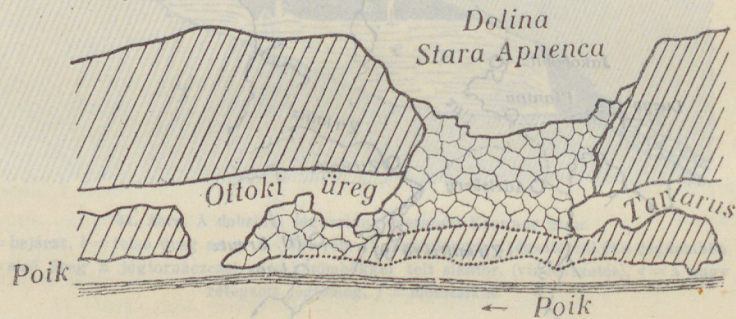 Dolina
Stara Apnenca
Ottoki üreg
Tartarus
Poik
← Poik